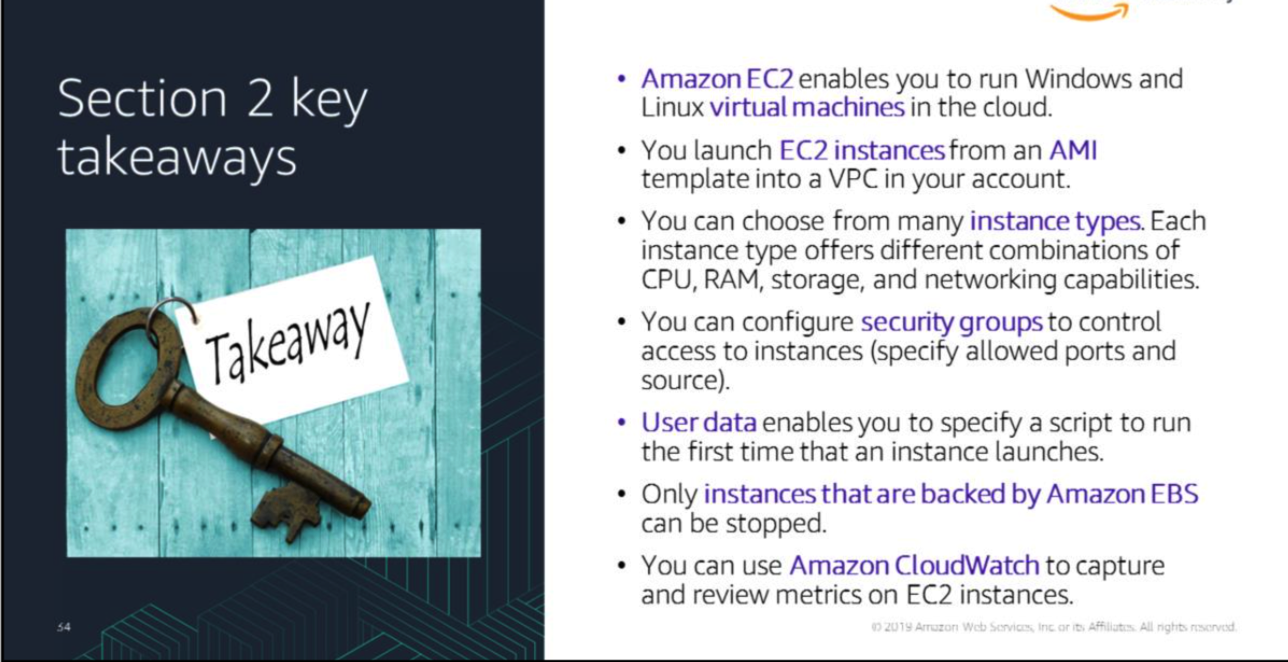 Section 2 key
takeaways
Takeaway
• Amazon EC2 enables you to run Windows and
Linux virtual machines in the cloud.
• You launch EC2 instances from an AMI
template into a VPC in your account.
• You can choose from many instance types. Each
instance type offers different combinations of
CPU, RAM, storage, and networking capabilities.
• You can configure security groups to control
access to instances (specify allowed ports and
source).
• User data enables you to specify a script to run
the first time that an instance launches.
• Only instances that are backed by Amazon EBS
can be stopped.
• You can use Amazon CloudWatch to capture
and review metrics on EC2 instances.
54
© 2019 Amazon Web Services, Inc. or its Affiliates. All rights reserved.